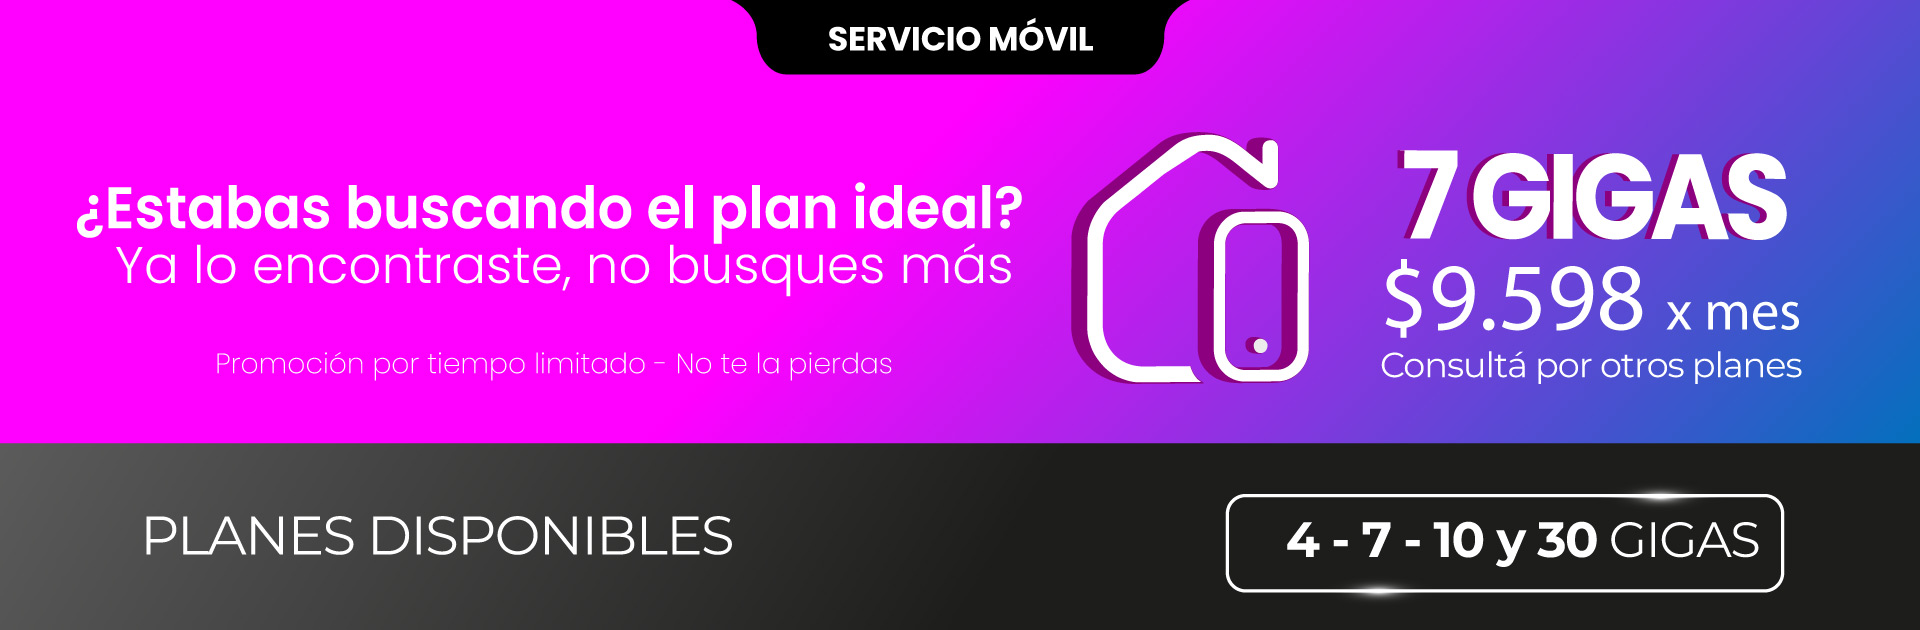 SERVICIO MÓVIL
¿Estabas buscando el plan ideal?
Ya lo encontraste, no busques más
Promoción por tiempo limitado - No te la pierdas
7 GIGAS
$9.598 x mes
Consultá por otros planes
PLANES DISPONIBLES
4 - 7 - 10 y 30 GIGAS